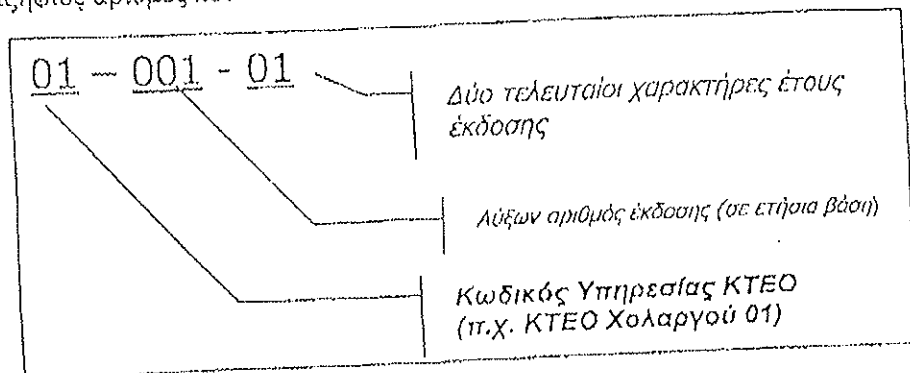 αριθμός
01 – 001 - 01
Δύο τελευταίοι χαρακτήρες έτους
έκδοσης
Αύξων αριθμός έκδοσης (σε ετήσια βάση)
Κωδικός Υπηρεσίας ΚΤΕΟ
(π.χ. ΚΤΕΟ Χολαργού 01)